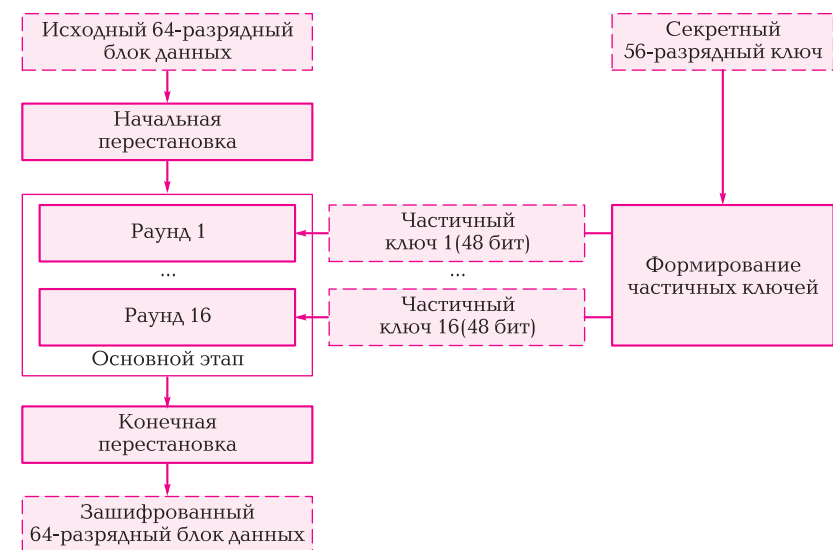 Исходный 64-разрядный
блок данных
Секретный
56-разрядный ключ
Начальная
перестановка
Раунд 1
Частичный
ключ 1(48 бит)
...
...
Формирование
частичных ключей
Раунд 16
Частичный
ключ 16(48 бит)
Основной этап
Конечная
перестановка
Зашифрованный
64-разрядный блок данных